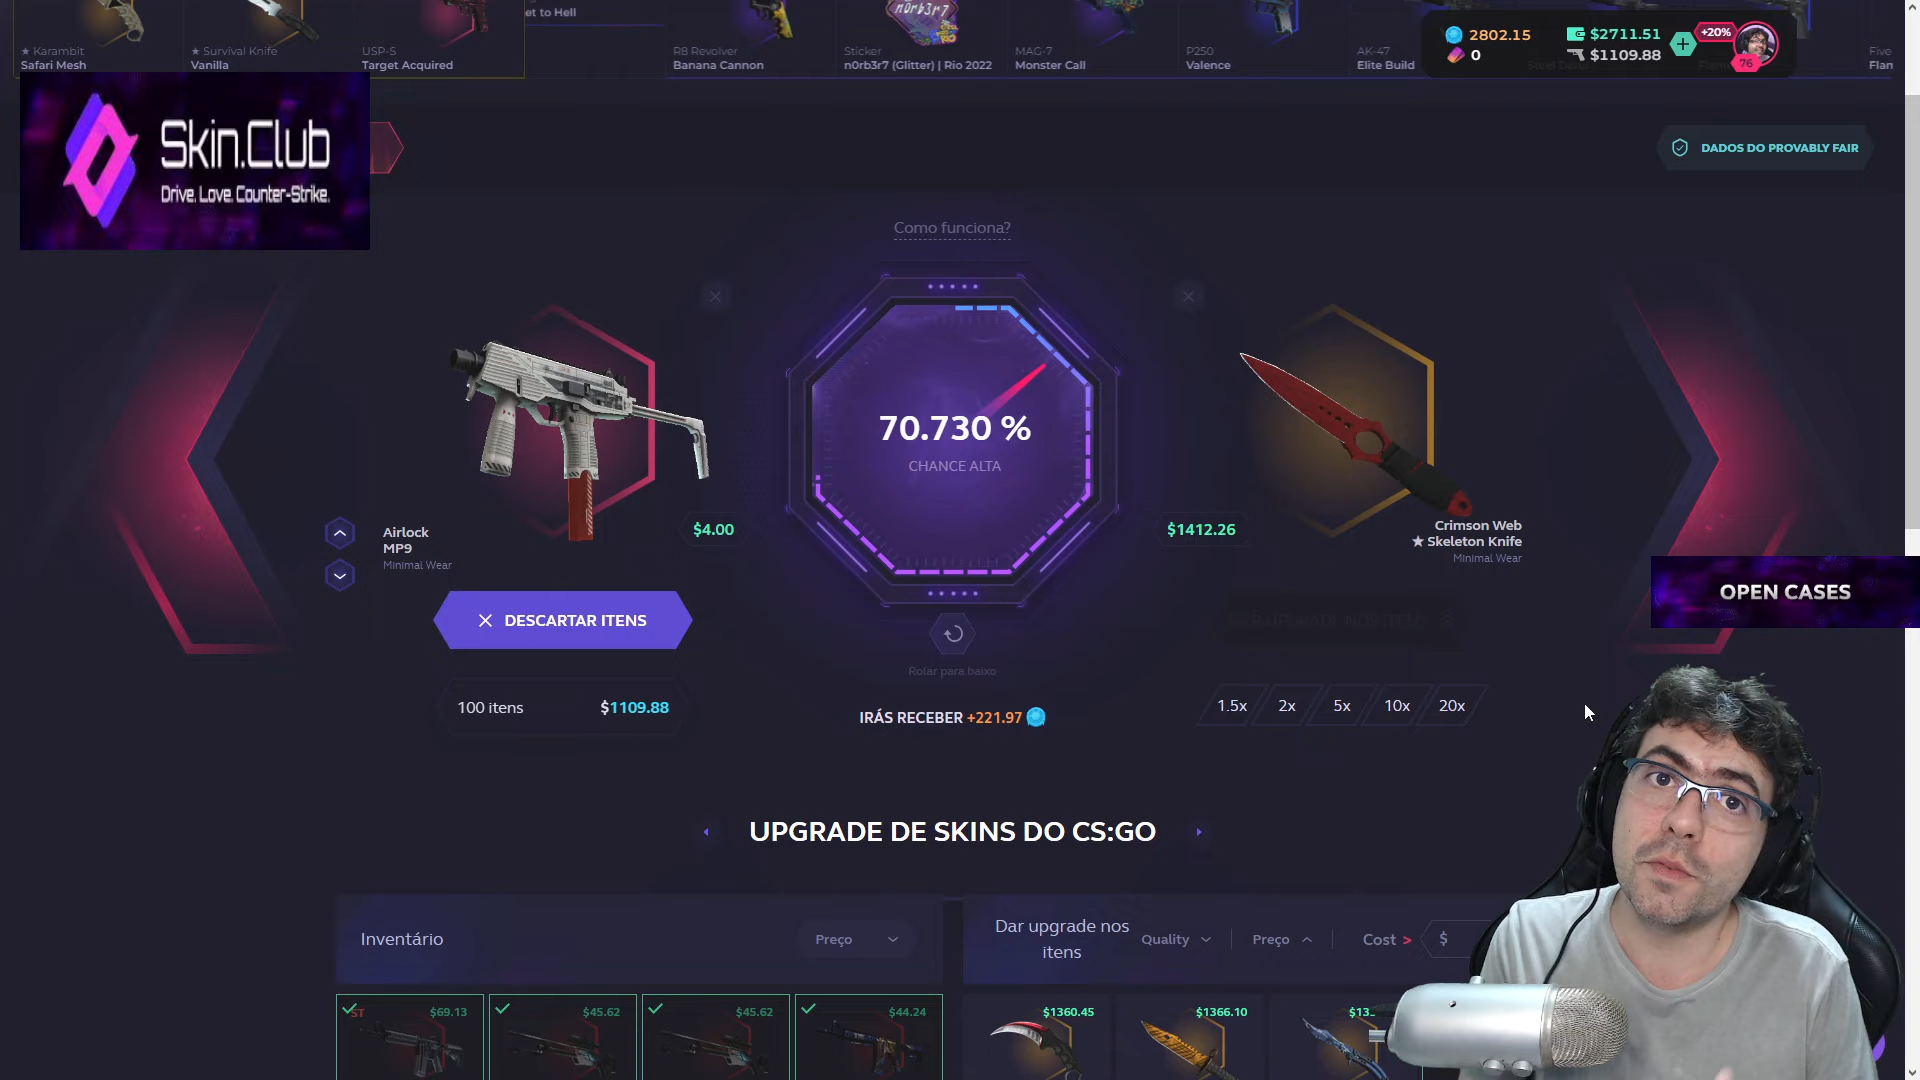 et to Hell
★ Karambit
Safari Mesh
★ Survival Knife
Vanilla
USP-S
Target Acquired
R8 Revolver
Banana Cannon
n0rb3r7
Sticker
n0rb3r7 (Glitter) | Rio 2022
MAG-7
Monster Call
P250
Valence
AK-47
Elite Build
2802.15
0
$2711.51
$1109.88
+20%
76
Five
Flan
Skin.Club
Drive. Love. Counter-Strike.
DADOS DO PROVABLY FAIR
Como funciona?
70.730 %
CHANCE ALTA
Airlock
MP9
Minimal Wear
$4.00
$1412.26
Crimson Web
★ Skeleton Knife
Minimal Wear
DESCARTAR ITENS
OPEN CASES
Rolar para baixo
100 itens
$1109.88
IRÁS RECEBER +221.97
1.5x
2x
5x
10x
20x
UPGRADE DE SKINS DO CS:GO
Inventário
Preço
Dar upgrade nos
itens
Quality
Preço
Cost >
$
ST
$69.13
$45.62
$45.62
$44.24
$1360.45
$1366.10